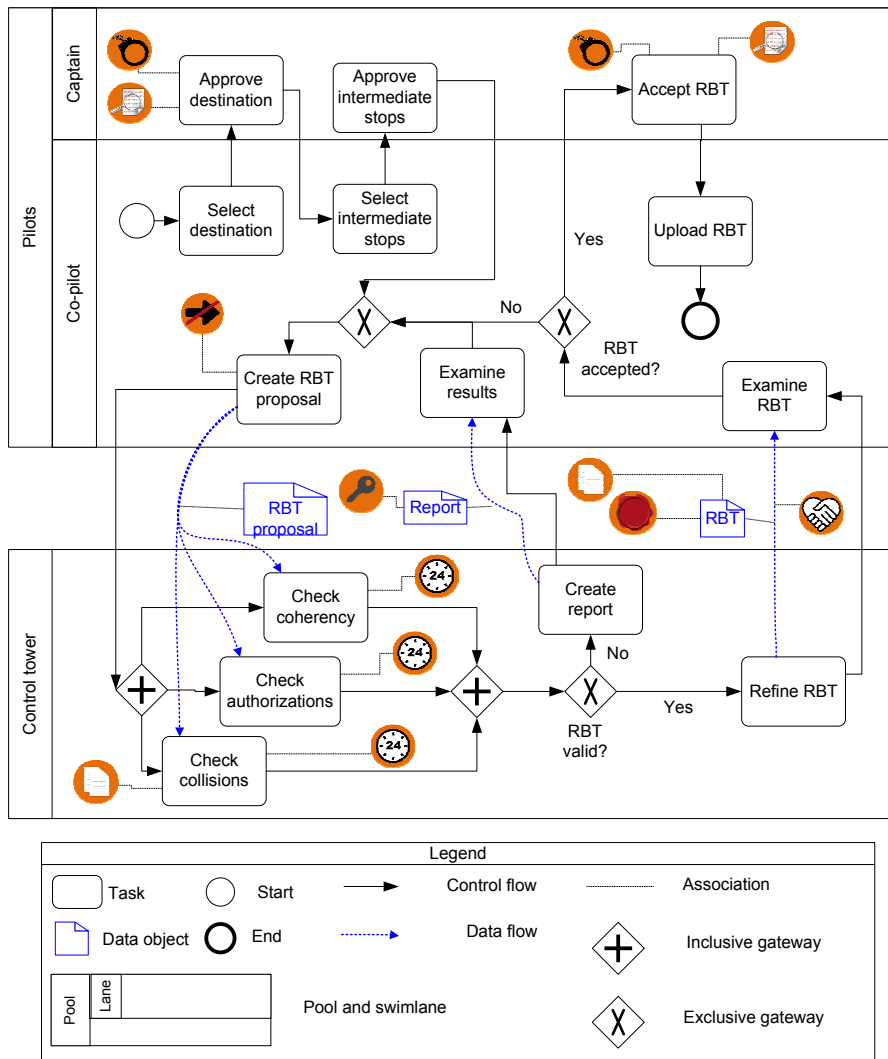 Pilots
Captain
Approve
destination
Approve
intermediate
stops
Accept RBT
Co-pilot
Select
destination
Select
intermediate
stops
Upload RBT
Yes
No
RBT
accepted?
Create RBT
proposal
Examine
results
Examine
RBT
RBT
proposal
Report
RBT
Control tower
Check
coherency
24
Create
report
Check
authorizations
24
No
Refine RBT
Yes
RBT
valid?
Check
collisions
24
Legend
Task
Start
Control flow
Association
Data object
End
Data flow
Inclusive gateway
Pool
Lane
Pool and swimlane
Exclusive gateway